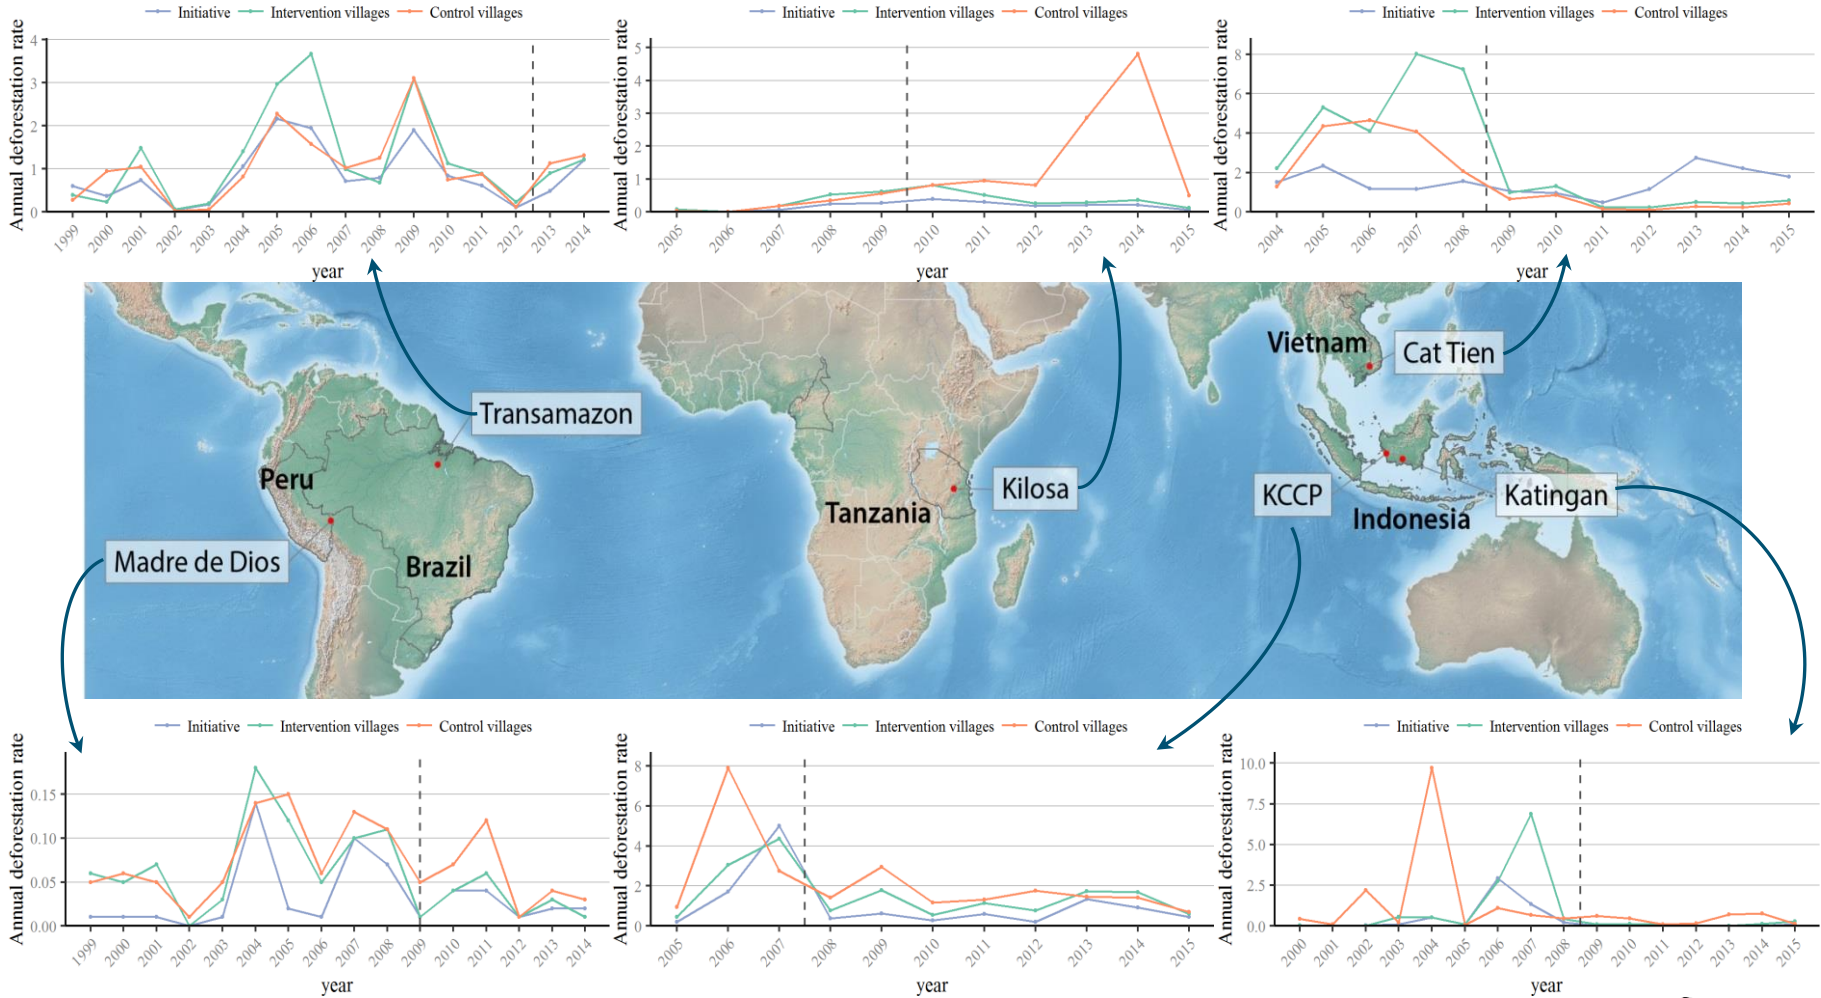 Initiative Intervention villages Control villages
Annual deforestation rate
4
3
2
1
0
1999 2000 2001 2002 2003 2004 2005 2006 2007 2008 2009 2010 2011 2012 2013 2014
year
Initiative Intervention villages Control villages
Annual deforestation rate
5
4
3
2
1
0
2005 2006 2007 2008 2009 2010 2011 2012 2013 2014 2015
year
Initiative Intervention villages Control villages
Annual deforestation rate
8
6
4
2
0
2004 2005 2006 2007 2008 2009 2010 2011 2012 2013 2014 2015
year
Vietnam
Cat Tien
Transamazon
Peru
Kilosa
KCCP
Katingan
Tanzania
Indonesia
Madre de Dios
Brazil
Initiative Intervention villages Control villages
Annual deforestation rate
0.15
0.10
0.05
0.00
1999 2000 2001 2002 2003 2004 2005 2006 2007 2008 2009 2010 2011 2012 2013 2014
year
Initiative Intervention villages Control villages
Annual deforestation rate
8
6
4
2
0
2005 2006 2007 2008 2009 2010 2011 2012 2013 2014 2015
year
Initiative Intervention villages Control villages
Annual deforestation rate
10.0
7.5
5.0
2.5
0.0
2000 2001 2002 2003 2004 2005 2006 2007 2008 2009 2010 2011 2012 2013 2014 2015
year